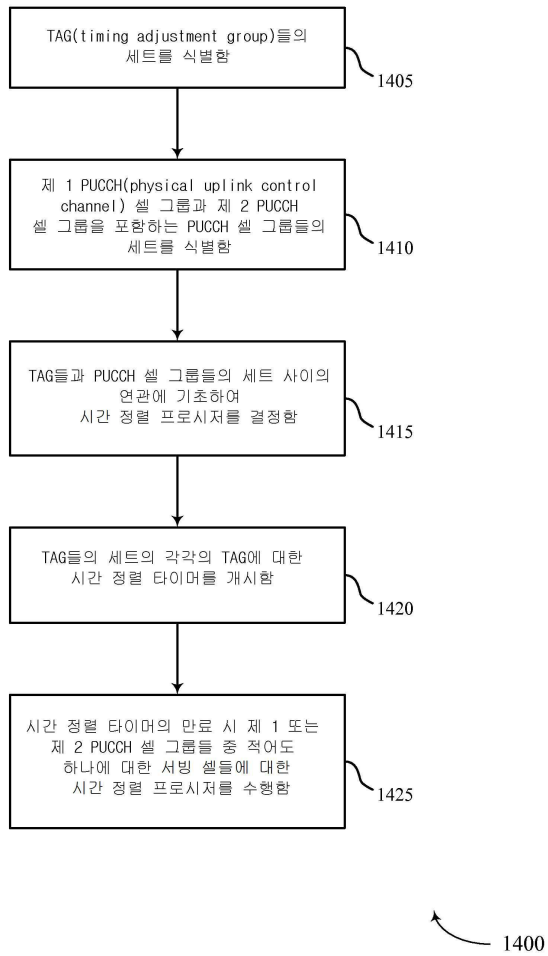 TAG(timing adjustment group)들의
세트를 식별함
1405
제 1 PUCCH(physical uplink control
channel) 셀 그룹과 제 2 PUCCH
셀 그룹을 포함하는 PUCCH 셀 그룹들의
세트를 식별함
1410
TAG들과 PUCCH 셀 그룹들의 세트 사이의
연관에 기초하여
시간 정렬 프로시저를 결정함
1415
TAG들의 세트의 각각의 TAG에 대한
시간 정렬 타이머를 개시함
1420
시간 정렬 타이머의 만료 시 제 1 또는
제 2 PUCCH 셀 그룹들 중 적어도
하나에 대한 서빙 셀들에 대한
시간 정렬 프로시저를 수행함
1425
1400